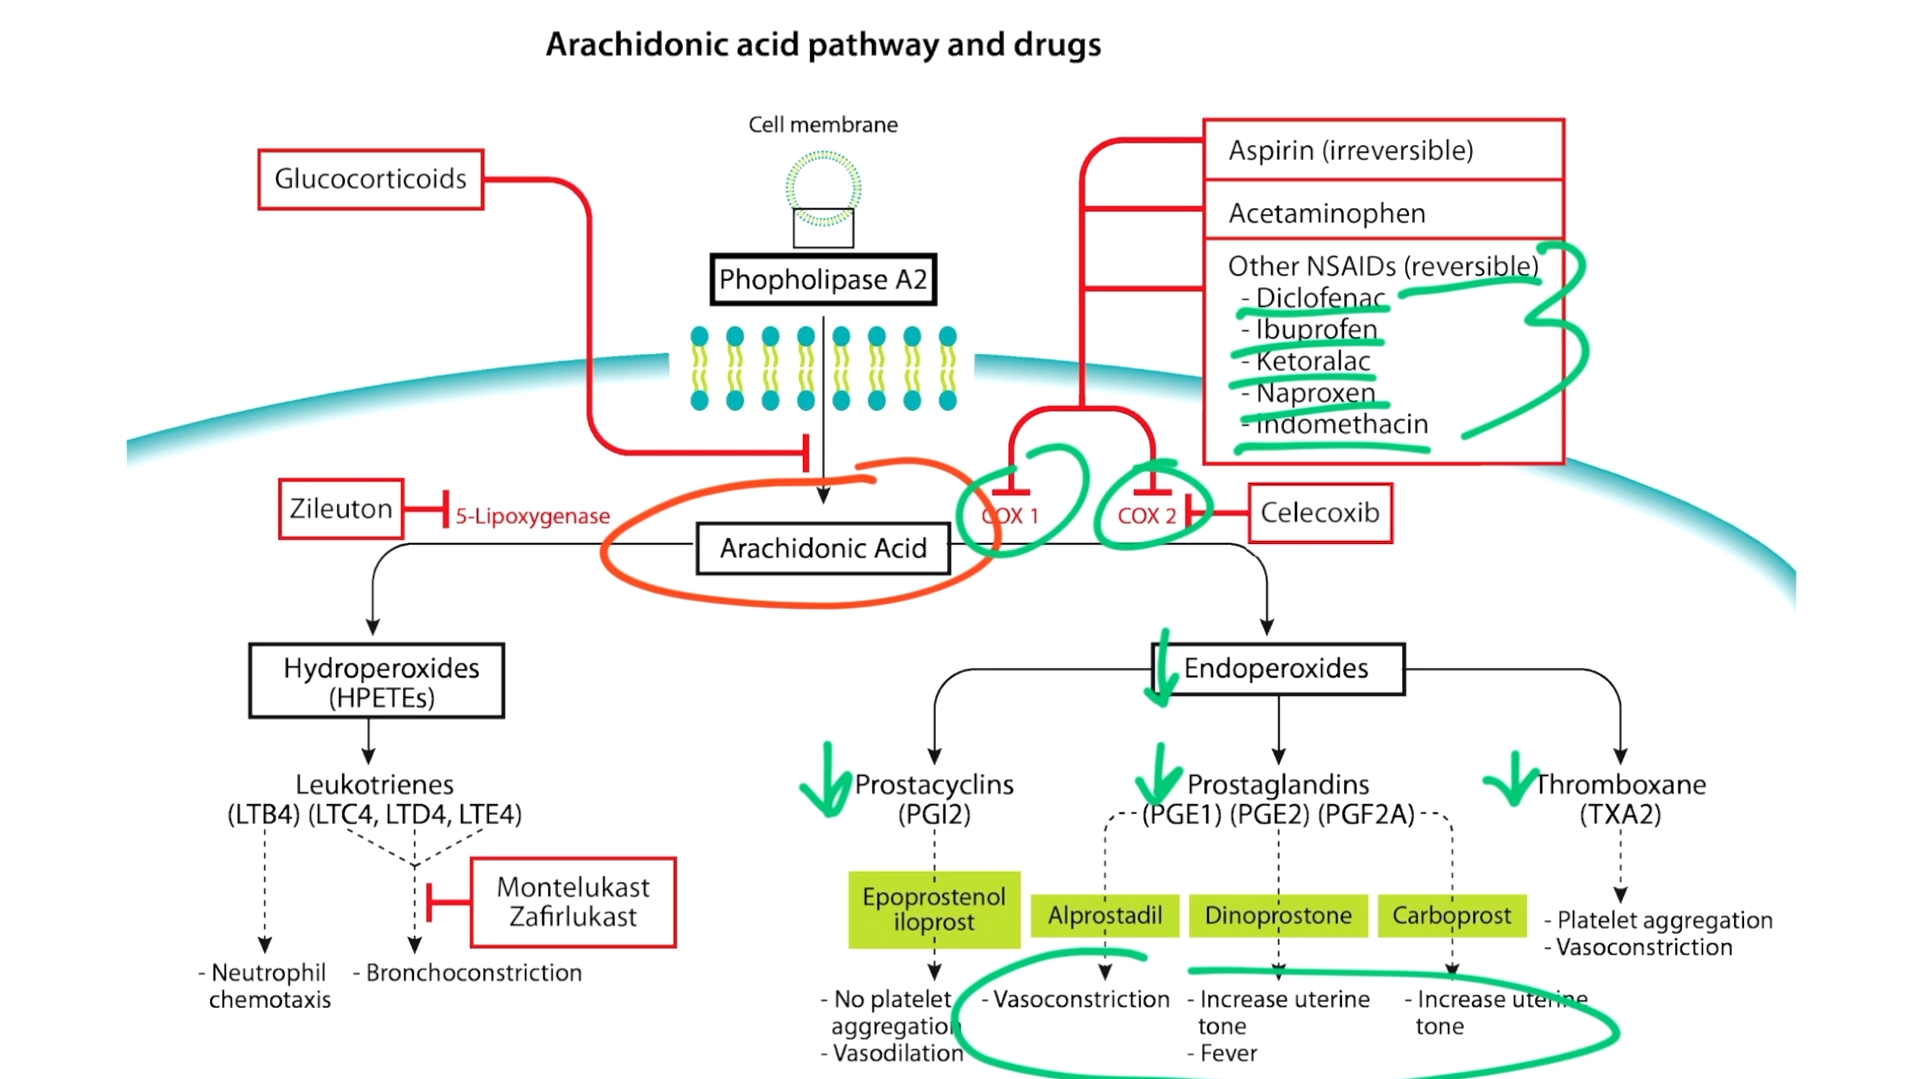 Arachidonic acid pathway and drugs
Cell membrane
Glucocorticoids
Phopholipase A2
Aspirin (irreversible)
Acetaminophen
Other NSAIDs (reversible)
- Diclofenac
- Ibuprofen
- Ketoralac
- Naproxen
- Indomethacin
Zileuton
5-Lipoxygenase
Arachidonic Acid
COX 1
COX 2
Celecoxib
Hydroperoxides
(HPETEs)
Endoperoxides
Leukotrienes
(LTB4) (LTC4, LTD4, LTE4)
Prostacyclins
(PGI2)
Prostaglandins
(PGE1) (PGE2) (PGF2A)
Thromboxane
(TXA2)
Montelukast
Zafirlukast
Epoprostenol
iloprost
Alprostadil
Dinoprostone
Carboprost
- Platelet aggregation
- Vasoconstriction
- Neutrophil
chemotaxis
- Bronchoconstriction
- No platelet
aggregation
- Vasodilation
- Vasoconstriction
- Increase uterine
tone
- Fever
- Increase uterine
tone